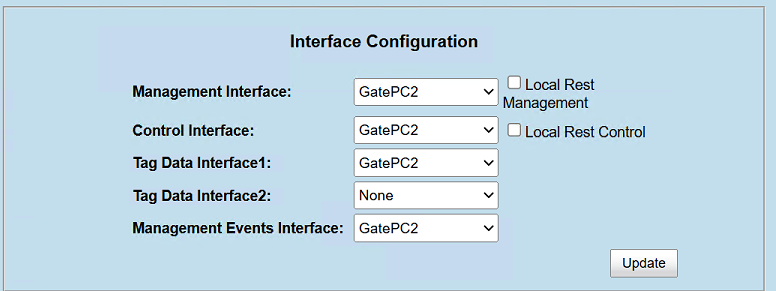 Interface Configuration
Management Interface: GatePC2 Local Rest
Management
Control Interface: GatePC2 Local Rest Control
Tag Data Interface1: GatePC2
Tag Data Interface2: None
Management Events Interface: GatePC2
Update